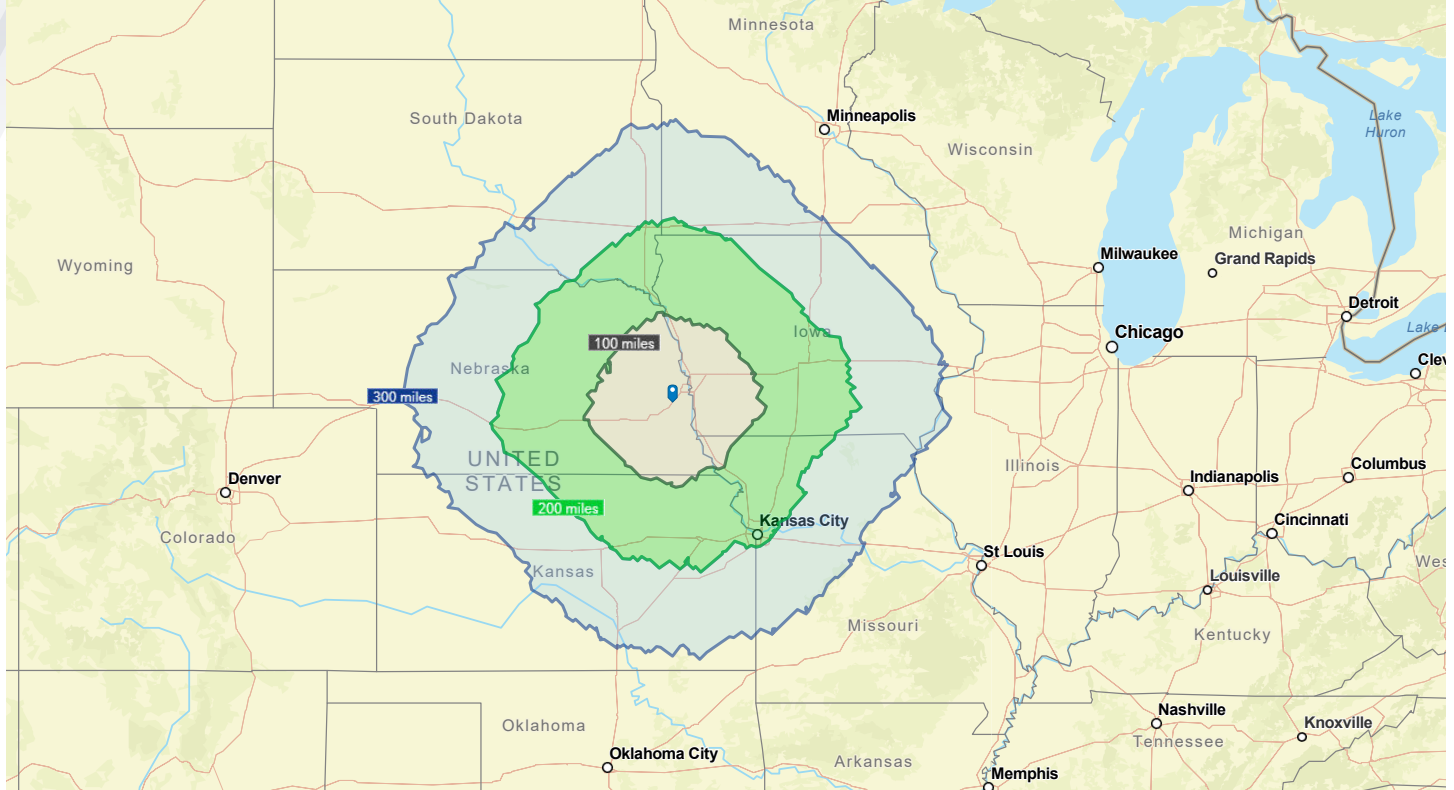 Minnesota
Minneapolis
South Dakota
Lake
Huron
Wisconsin
Michigan
Milwaukee
Grand Rapids
Wyoming
Detroit
Chicago
Iowa
Lake
100 miles
Nebraska
Clev
300 miles
UNITED
STATES
Illinois
Columbus
Denver
Indianapolis
200 miles
Kansas City
Cincinnati
Colorado
St Louis
Wes
Kansas
Louisville
Missouri
Kentucky
Nashville
Knoxville
Oklahoma
Tennessee
Oklahoma City
Arkansas
Memphis